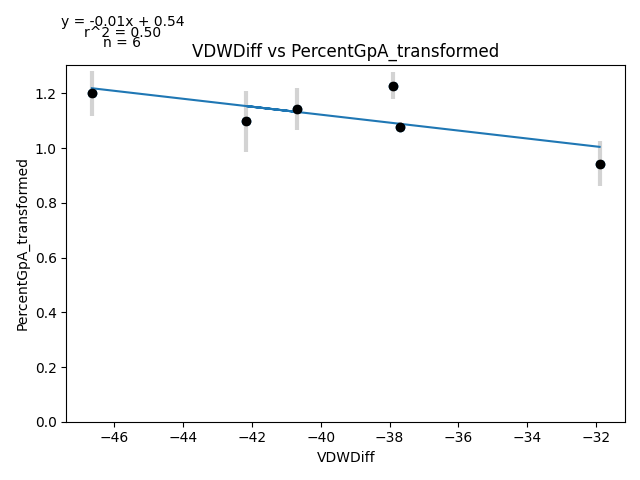 y = -0.01x + 0.54
r^2 = 0.50
n = 6
VDWDiff vs PercentGpA_transformed
1.2
1.0
0.8
0.6
0.4
0.2
0.0
PercentGpA_transformed
−46 −44 −42 −40 −38 −36 −34 −32
VDWDiff